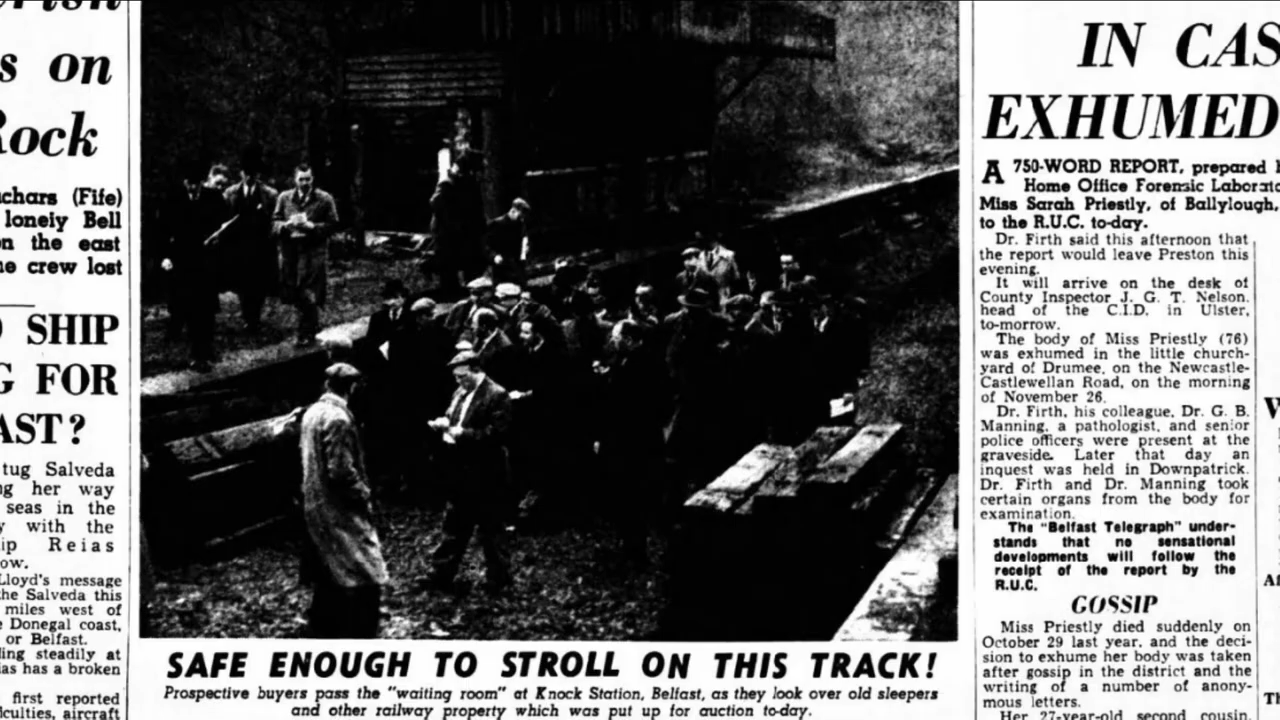 s on
Rock
uchars (Fife)
lonely Bell
on the east
he crew lost
SHIP
G FOR
AST?
tug Salveda
ng her way
seas in the
y with the
ip Reias
ow.
Lloyd's message
the Salveda this
miles west of
e Donegal coast,
or Belfast.
ling steadily at
ias has a broken
first reported
culties, aircraft
SAFE ENOUGH TO STROLL ON THIS TRACK!
Prospective buyers pass the "waiting room" at Knock Station, Belfast, as they look over old sleepers
and other railway property which was put up for auction to-day.
IN CAS
EXHUMED
A 750-WORD REPORT, prepared
Home Office Forensic Laborato
Miss Sarah Priestly, of Ballylough,
to the R.U.C. to-day.
Dr. Firth said this afternoon that
the report would leave Preston this
evening.
It will arrive on the desk of
County Inspector J. G. T. Nelson,
head of the C.I.D. in Ulster,
to-morrow.
The body of Miss Priestly (76)
was exhumed in the little church-
yard of Drumee, on the Newcastle-
Castlewellan Road, on the morning
of November 26.
Dr. Firth, his colleague, Dr. G. B.
Manning, a pathologist, and senior
police officers were present at the
graveside. Later that day an
inquest was held in Downpatrick.
Dr. Firth and Dr. Manning took
certain organs from the body for
examination.
The "Belfast Telegraph" under-
stands that no sensational
developments will follow the
receipt of the report by the
R.U.C.
GOSSIP
Miss Priestly died suddenly on
October 29 last year, and the deci-
sion to exhume her body was taken
after gossip in the district and the
writing of a number of anony-
mous letters.
Her 27-year-old second cousin,